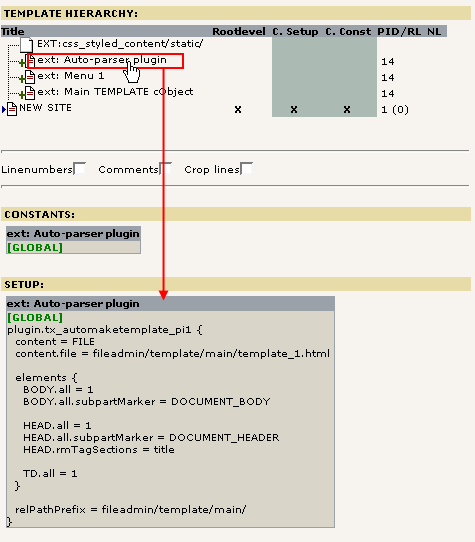 TEMPLATE HIERARCHY:
Title Rootlevel C. Setup C. Const PID/RL NL
EXT:css_styled_content/static/
ext: Auto-parser plugin 14
ext: Menu 1 14
ext: Main TEMPLATE cObject 14
NEW SITE X X X 1 (0)
Linenumbers Comments Crop lines
CONSTANTS:
ext: Auto-parser plugin
[GLOBAL]
SETUP:
ext: Auto-parser plugin
[GLOBAL]
plugin.tx_automaketemplate_pi1 {
content = FILE
content.file = fileadmin/template/main/template_1.html
elements {
BODY.all = 1
BODY.all.subpartMarker = DOCUMENT_BODY
HEAD.all = 1
HEAD.all.subpartMarker = DOCUMENT_HEADER
HEAD.rmTagSections = title
TD.all = 1
}
relPathPrefix = fileadmin/template/main/
}